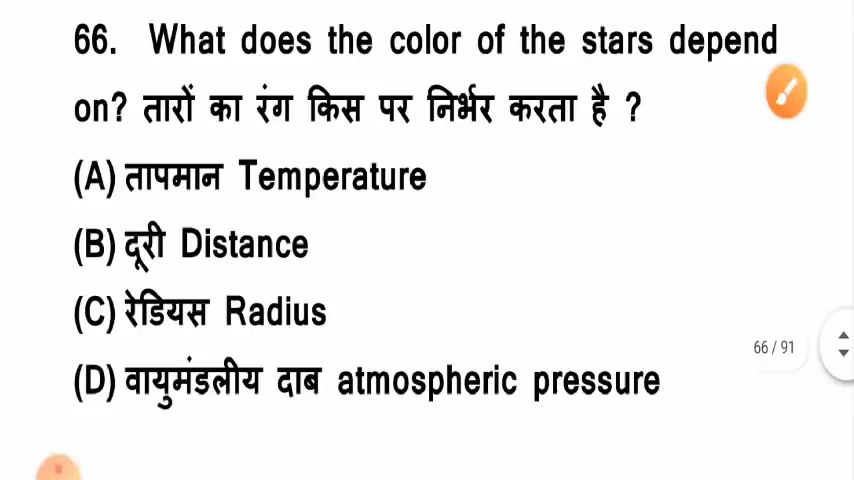 66. What does the color of the stars depend
on? तारों का रंग किस पर निर्भर करता है ?
(A) तापमान Temperature
(B) दूरी Distance
(C) रेडियस Radius
66 / 91
(D) वायुमंडलीय दाब atmospheric pressure